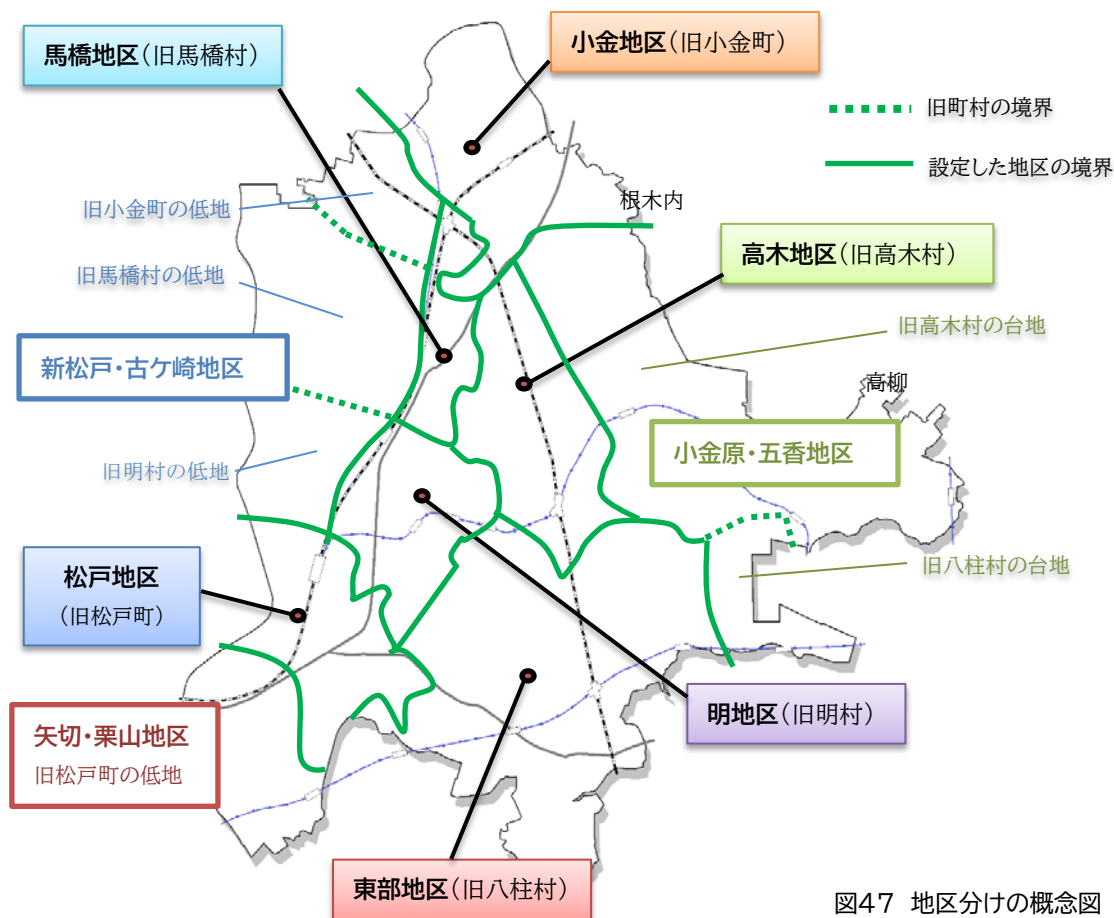 馬橋地区(旧馬橋村)
小金地区(旧小金町)
旧町村の境界
設定した地区の境界
旧小金町の低地
根木内
高木地区(旧高木村)
旧馬橋村の低地
旧高木村の台地
新松戸・古ケ崎地区
高柳
小金原・五香地区
旧明村の低地
旧八柱村の台地
松戸地区
(旧松戸町)
明地区(旧明村)
矢切・栗山地区
旧松戸町の低地
東部地区(旧八柱村)
図47 地区分けの概念図